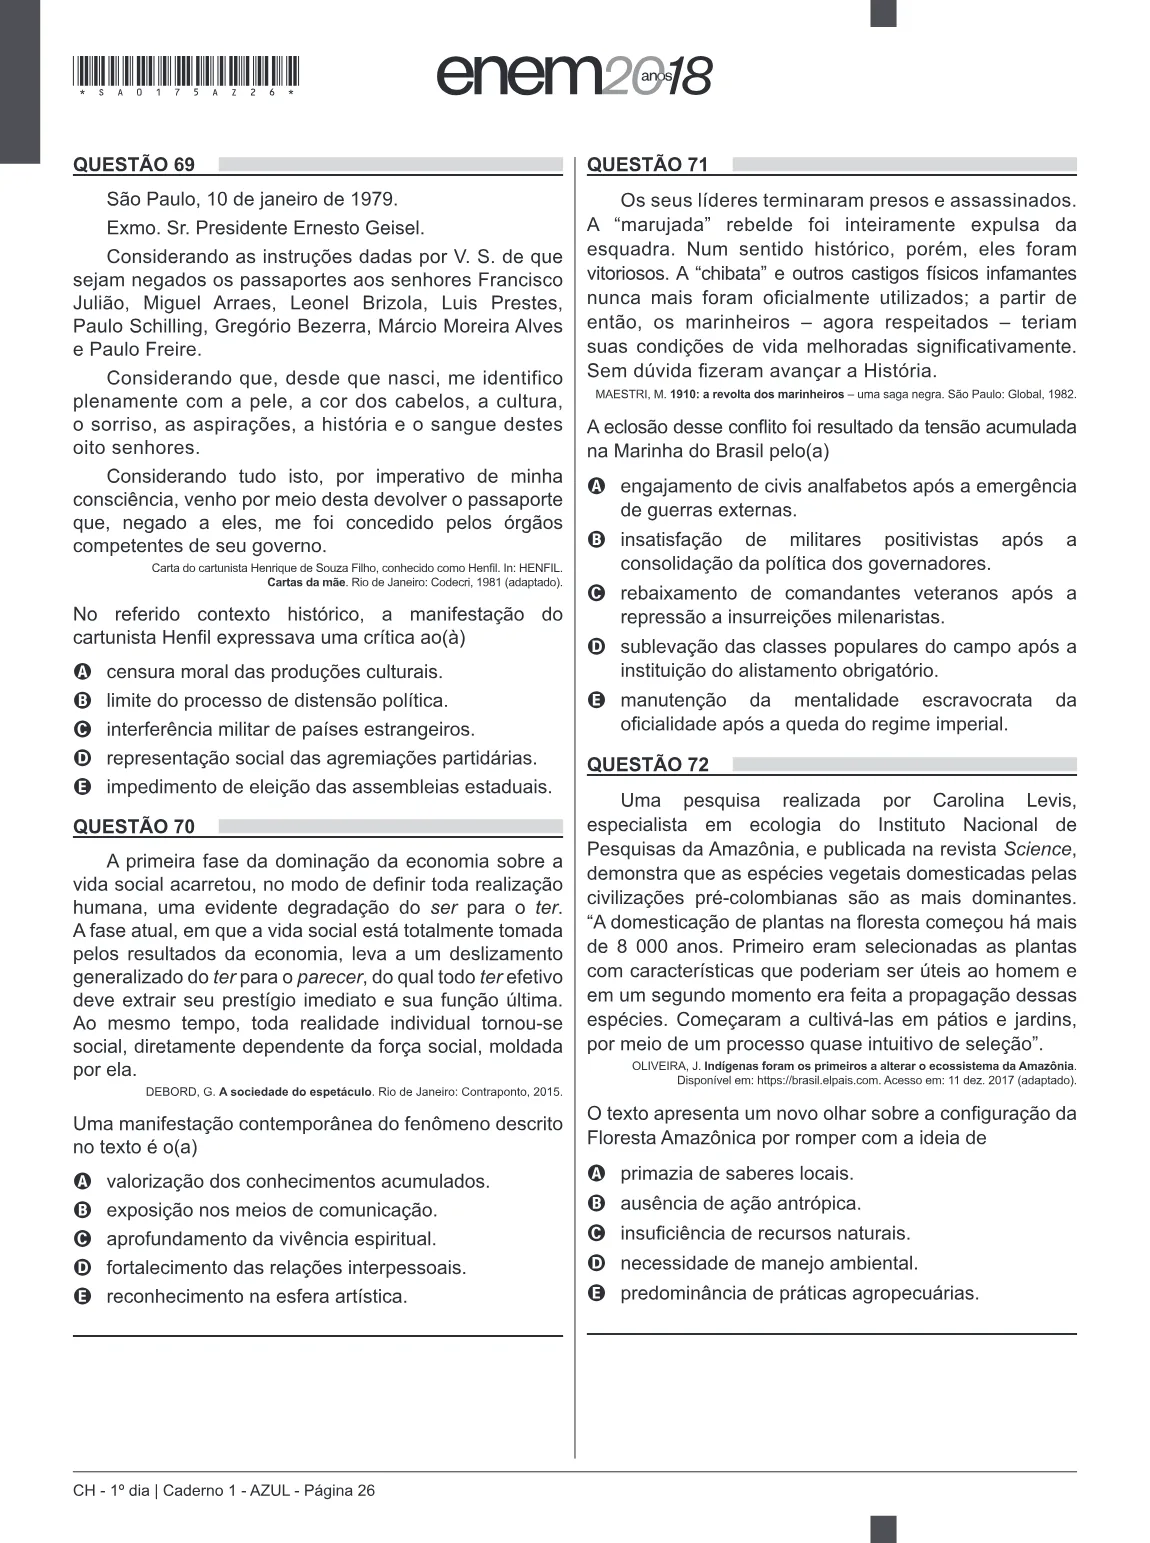 *SA0175AZ26*
enem2018
anos
QUESTÃO 69
São Paulo, 10 de janeiro de 1979.
Exmo. Sr. Presidente Ernesto Geisel.
Considerando as instruções dadas por V. S. de que
sejam negados os passaportes aos senhores Francisco
Julião, Miguel Arraes, Leonel Brizola, Luis Prestes,
Paulo Schilling, Gregório Bezerra, Márcio Moreira Alves
e Paulo Freire.
Considerando que, desde que nasci, me identifico
plenamente com a pele, a cor dos cabelos, a cultura,
o sorriso, as aspirações, a história e o sangue destes
oito senhores.
Considerando tudo isto, por imperativo de minha
consciência, venho por meio desta devolver o passaporte
que, negado a eles, me foi concedido pelos órgãos
competentes de seu governo.
Carta do cartunista Henrique de Souza Filho, conhecido como Henfil. In: HENFIL.
Cartas da mãe. Rio de Janeiro: Codecri, 1981 (adaptado).
No referido contexto histórico, a manifestação do
cartunista Henfil expressava uma crítica ao(à)
A censura moral das produções culturais.
B limite do processo de distensão política.
C interferência militar de países estrangeiros.
D representação social das agremiações partidárias.
E impedimento de eleição das assembleias estaduais.
QUESTÃO 70
A primeira fase da dominação da economia sobre a
vida social acarretou, no modo de definir toda realização
humana, uma evidente degradação do ser para o ter.
A fase atual, em que a vida social está totalmente tomada
pelos resultados da economia, leva a um deslizamento
generalizado do ter para o parecer, do qual todo ter efetivo
deve extrair seu prestígio imediato e sua função última.
Ao mesmo tempo, toda realidade individual tornou-se
social, diretamente dependente da força social, moldada
por ela.
DEBORD, G. A sociedade do espetáculo. Rio de Janeiro: Contraponto, 2015.
Uma manifestação contemporânea do fenômeno descrito
no texto é o(a)
A valorização dos conhecimentos acumulados.
B exposição nos meios de comunicação.
C aprofundamento da vivência espiritual.
D fortalecimento das relações interpessoais.
E reconhecimento na esfera artística.
QUESTÃO 71
Os seus líderes terminaram presos e assassinados.
A “marujada” rebelde foi inteiramente expulsa da
esquadra. Num sentido histórico, porém, eles foram
vitoriosos. A “chibata” e outros castigos físicos infamantes
nunca mais foram oficialmente utilizados; a partir de
então, os marinheiros – agora respeitados – teriam
suas condições de vida melhoradas significativamente.
Sem dúvida fizeram avançar a História.
MAESTRI, M. 1910: a revolta dos marinheiros – uma saga negra. São Paulo: Global, 1982.
A eclosão desse conflito foi resultado da tensão acumulada
na Marinha do Brasil pelo(a)
A engajamento de civis analfabetos após a emergência
de guerras externas.
B insatisfação de militares positivistas após a
consolidação da política dos governadores.
C rebaixamento de comandantes veteranos após a
repressão a insurreições milenaristas.
D sublevação das classes populares do campo após a
instituição do alistamento obrigatório.
E manutenção da mentalidade escravocrata da
oficialidade após a queda do regime imperial.
QUESTÃO 72
Uma pesquisa realizada por Carolina Levis,
especialista em ecologia do Instituto Nacional de
Pesquisas da Amazônia, e publicada na revista Science,
demonstra que as espécies vegetais domesticadas pelas
civilizações pré-colombianas são as mais dominantes.
“A domesticação de plantas na floresta começou há mais
de 8 000 anos. Primeiro eram selecionadas as plantas
com características que poderiam ser úteis ao homem e
em um segundo momento era feita a propagação dessas
espécies. Começaram a cultivá-las em pátios e jardins,
por meio de um processo quase intuitivo de seleção”.
OLIVEIRA, J. Indígenas foram os primeiros a alterar o ecossistema da Amazônia.
Disponível em: https://brasil.elpais.com. Acesso em: 11 dez. 2017 (adaptado).
O texto apresenta um novo olhar sobre a configuração da
Floresta Amazônica por romper com a ideia de
A primazia de saberes locais.
B ausência de ação antrópica.
C insuficiência de recursos naturais.
D necessidade de manejo ambiental.
E predominância de práticas agropecuárias.
CH - 1º dia | Caderno 1 - AZUL - Página 26